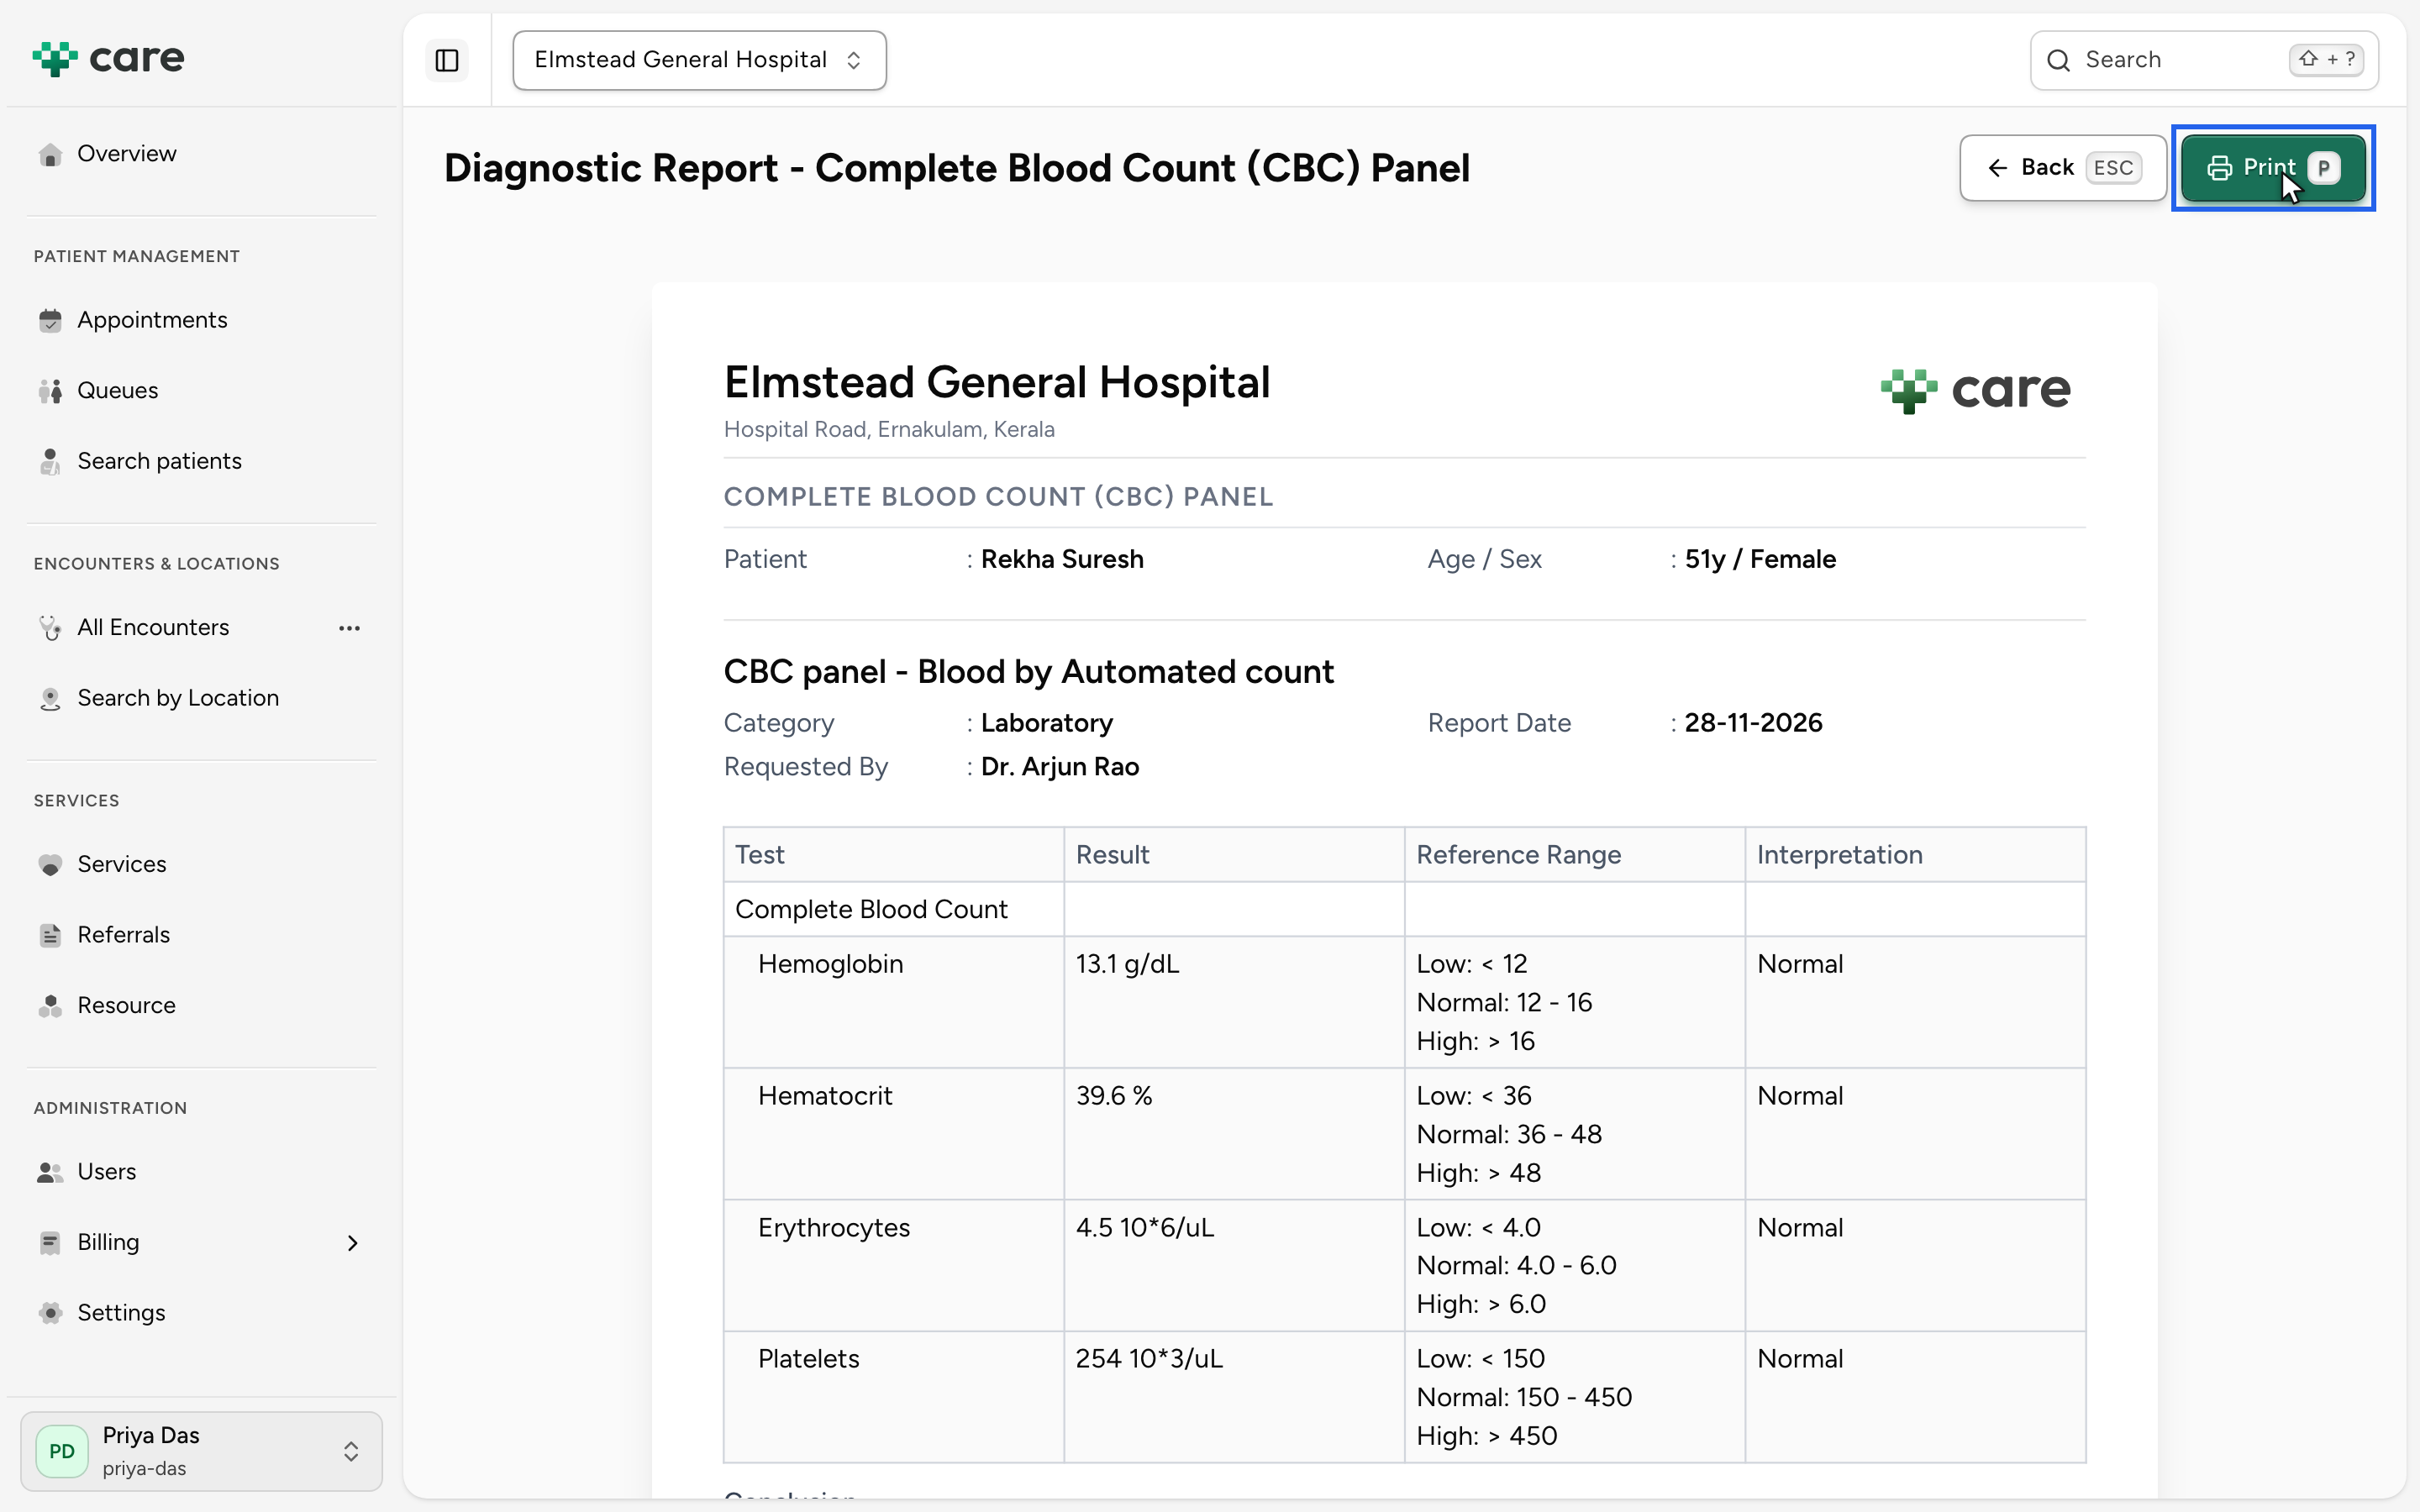 care
Elmstead General Hospital
Search
+ ?
Overview
PATIENT MANAGEMENT
Appointments
Queues
Search patients
ENCOUNTERS & LOCATIONS
All Encounters
Search by Location
SERVICES
Services
Referrals
Resource
ADMINISTRATION
Users
Billing
Settings
PD
Priya Das
priya-das
Diagnostic Report - Complete Blood Count (CBC) Panel
Back ESC
Print P
Elmstead General Hospital
care
Hospital Road, Ernakulam, Kerala
COMPLETE BLOOD COUNT (CBC) PANEL
Patient : Rekha Suresh Age / Sex : 51y / Female
CBC panel - Blood by Automated count
Category : Laboratory Report Date : 28-11-2026
Requested By : Dr. Arjun Rao
Test Result Reference Range Interpretation
Complete Blood Count
Hemoglobin 13.1 g/dL Low: < 12 Normal
Normal: 12 - 16
High: > 16
Hematocrit 39.6 % Low: < 36 Normal
Normal: 36 - 48
High: > 48
Erythrocytes 4.5 10*6/uL Low: < 4.0 Normal
Normal: 4.0 - 6.0
High: > 6.0
Platelets 254 10*3/uL Low: < 150 Normal
Normal: 150 - 450
High: > 450